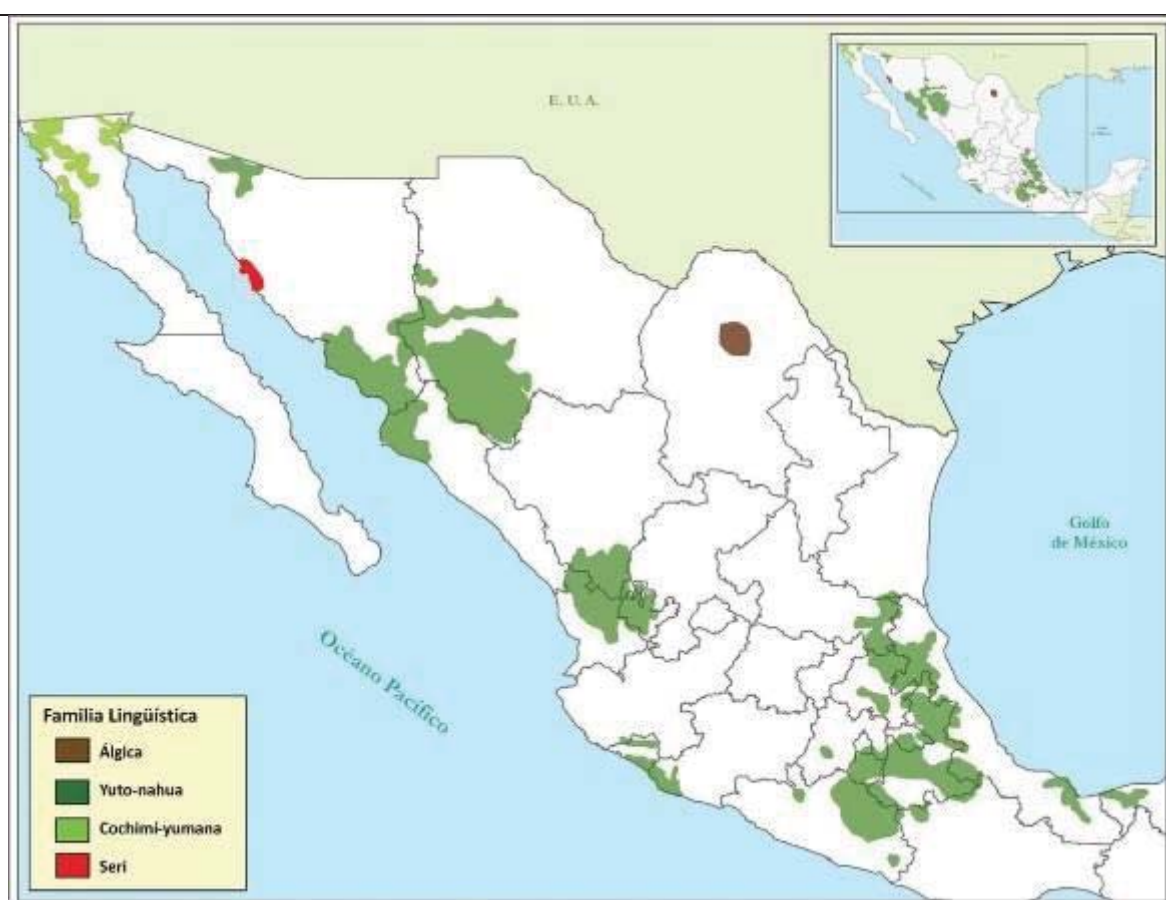 E. U. A.
Golfo
de México
Océano Pacífico
Familia Lingüística
Álgica
Yuto-nahua
Cochimí-yumana
Seri